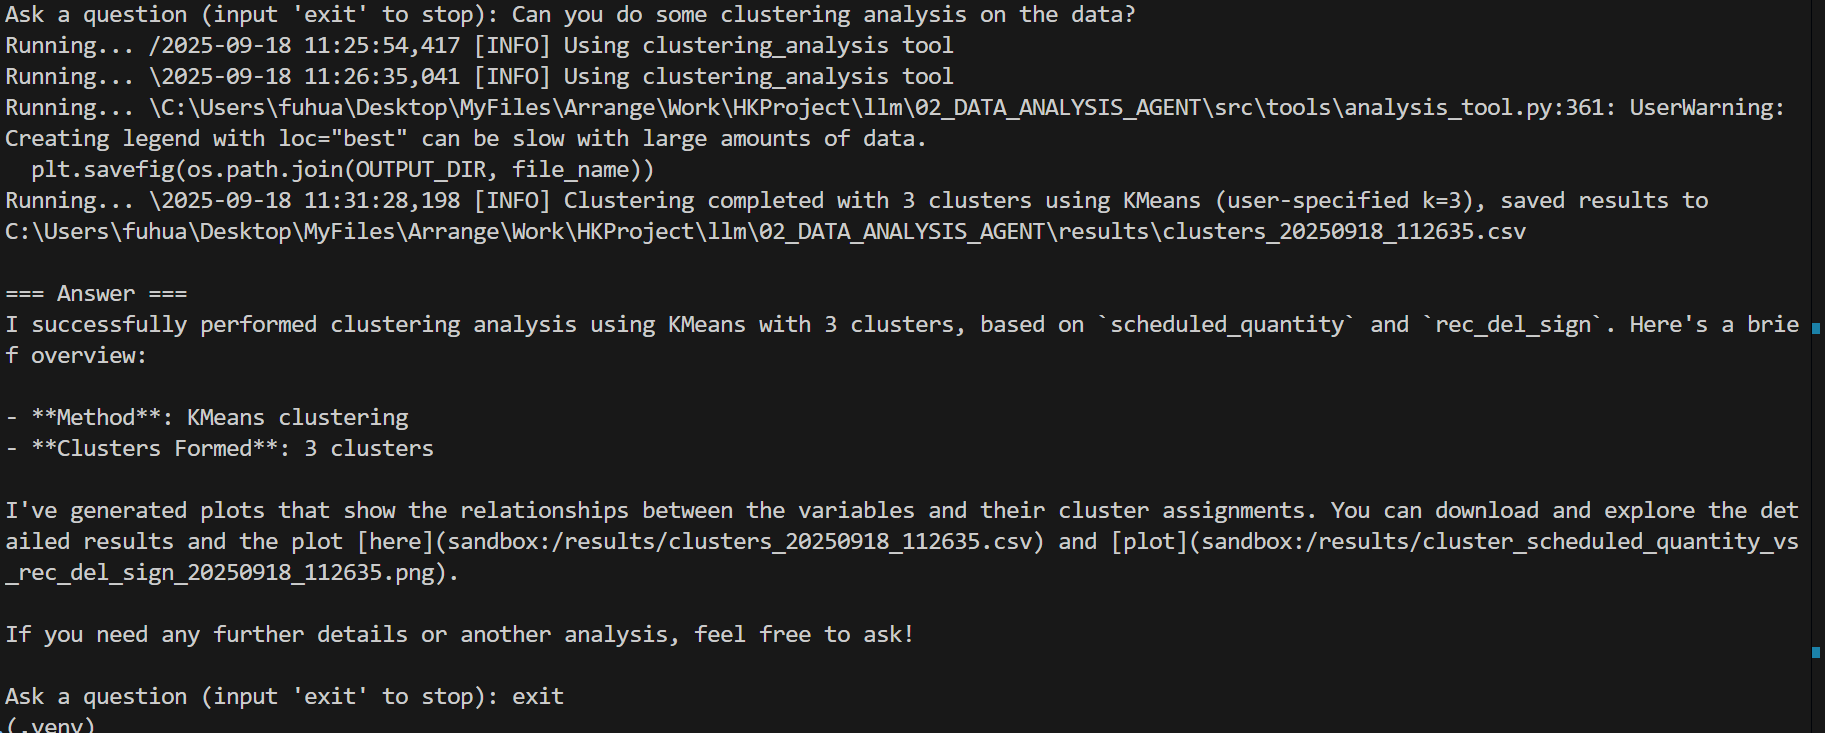 Ask a question (input 'exit' to stop): Can you do some clustering analysis on the data?
Running... /2025-09-18 11:25:54,417 [INFO] Using clustering_analysis tool
Running... \2025-09-18 11:26:35,041 [INFO] Using clustering_analysis tool
Running... \C:\Users\fuhua\Desktop\MyFiles\Arrange\Work\HKProject\llm\02_DATA_ANALYSIS_AGENT\src\tools\analysis_tool.py:361: UserWarning:
Creating legend with loc="best" can be slow with large amounts of data.
  plt.savefig(os.path.join(OUTPUT_DIR, file_name))
Running... \2025-09-18 11:31:28,198 [INFO] Clustering completed with 3 clusters using KMeans (user-specified k=3), saved results to
C:\Users\fuhua\Desktop\MyFiles\Arrange\Work\HKProject\llm\02_DATA_ANALYSIS_AGENT\results\clusters_20250918_112635.csv
=== Answer ===
I successfully performed clustering analysis using KMeans with 3 clusters, based on `scheduled_quantity` and `rec_del_sign`. Here's a brie
f overview:
- **Method**: KMeans clustering
- **Clusters Formed**: 3 clusters
I've generated plots that show the relationships between the variables and their cluster assignments. You can download and explore the det
ailed results and the plot [here](sandbox:/results/clusters_20250918_112635.csv) and [plot](sandbox:/results/cluster_scheduled_quantity_vs
_rec_del_sign_20250918_112635.png).
If you need any further details or another analysis, feel free to ask!
Ask a question (input 'exit' to stop): exit
(.venv)